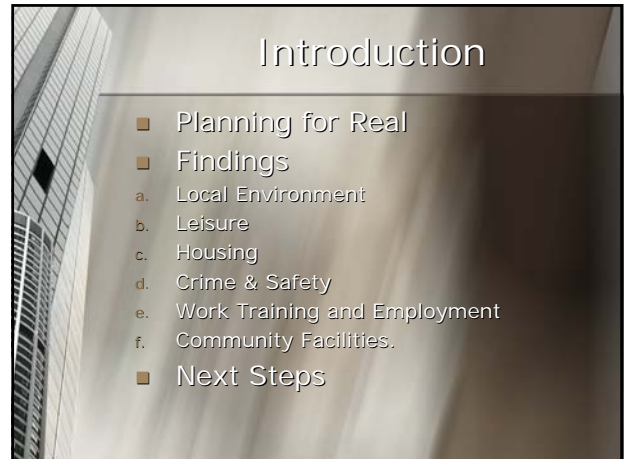 Introduction
■ Planning for Real
■ Findings
a. Local Environment
b. Leisure
c. Housing
d. Crime & Safety
e. Work Training and Employment
f. Community Facilities.
■ Next Steps